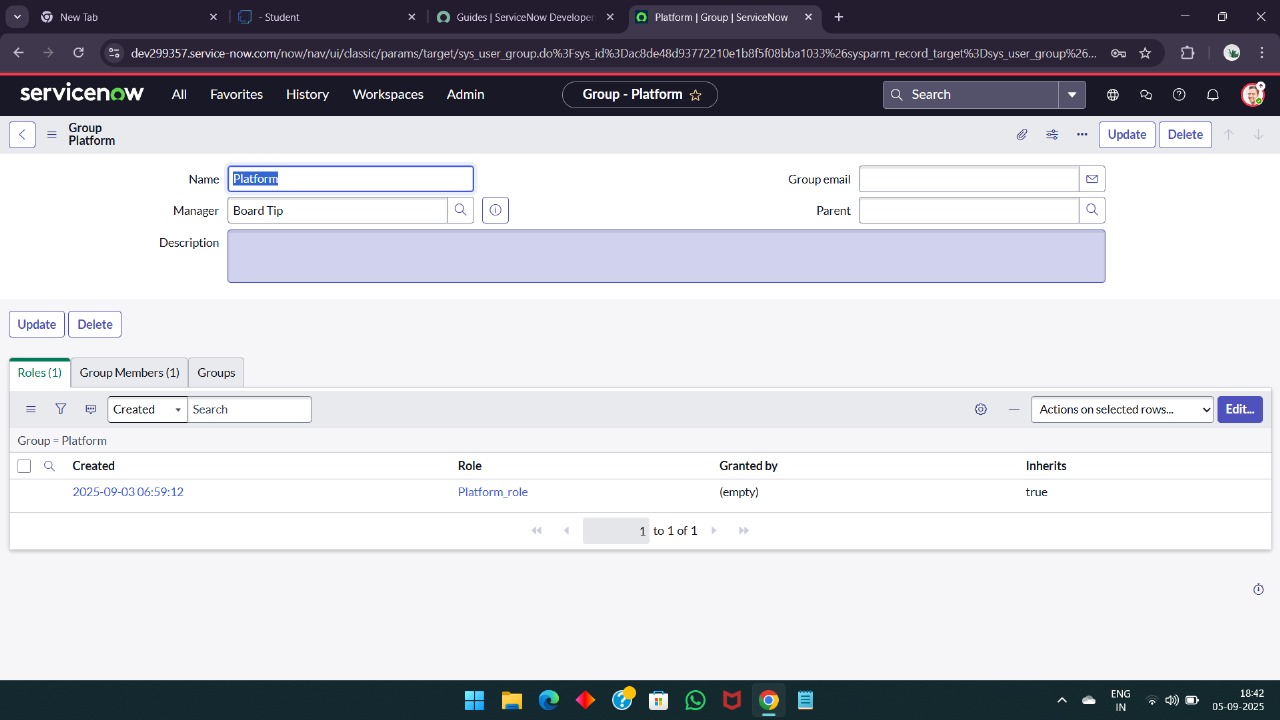 New Tab
- Student
Guides | ServiceNow Developer
Platform | Group | ServiceNow
dev299357.service-now.com/now/nav/ui/classic/params/target/sys_user_group.do%3Fsys_id%3Dac8de48d93772210e1b8f5f08bba1033%26sysparm_record_target%3Dsys_user_group%26...
servicenow
All
Favorites
History
Workspaces
Admin
Group - Platform
Search
Group
Platform
Update
Delete
Name
Platform
Group email
Manager
Board Tip
Parent
Description
Update
Delete
Roles (1)
Group Members (1)
Groups
Created
Search
Actions on selected rows...
Edit...
Group = Platform
Created
Role
Granted by
Inherits
2025-09-03 06:59:12
Platform_role
(empty)
true
1 to 1 of 1
ENG
IN
18:42
05-09-2025